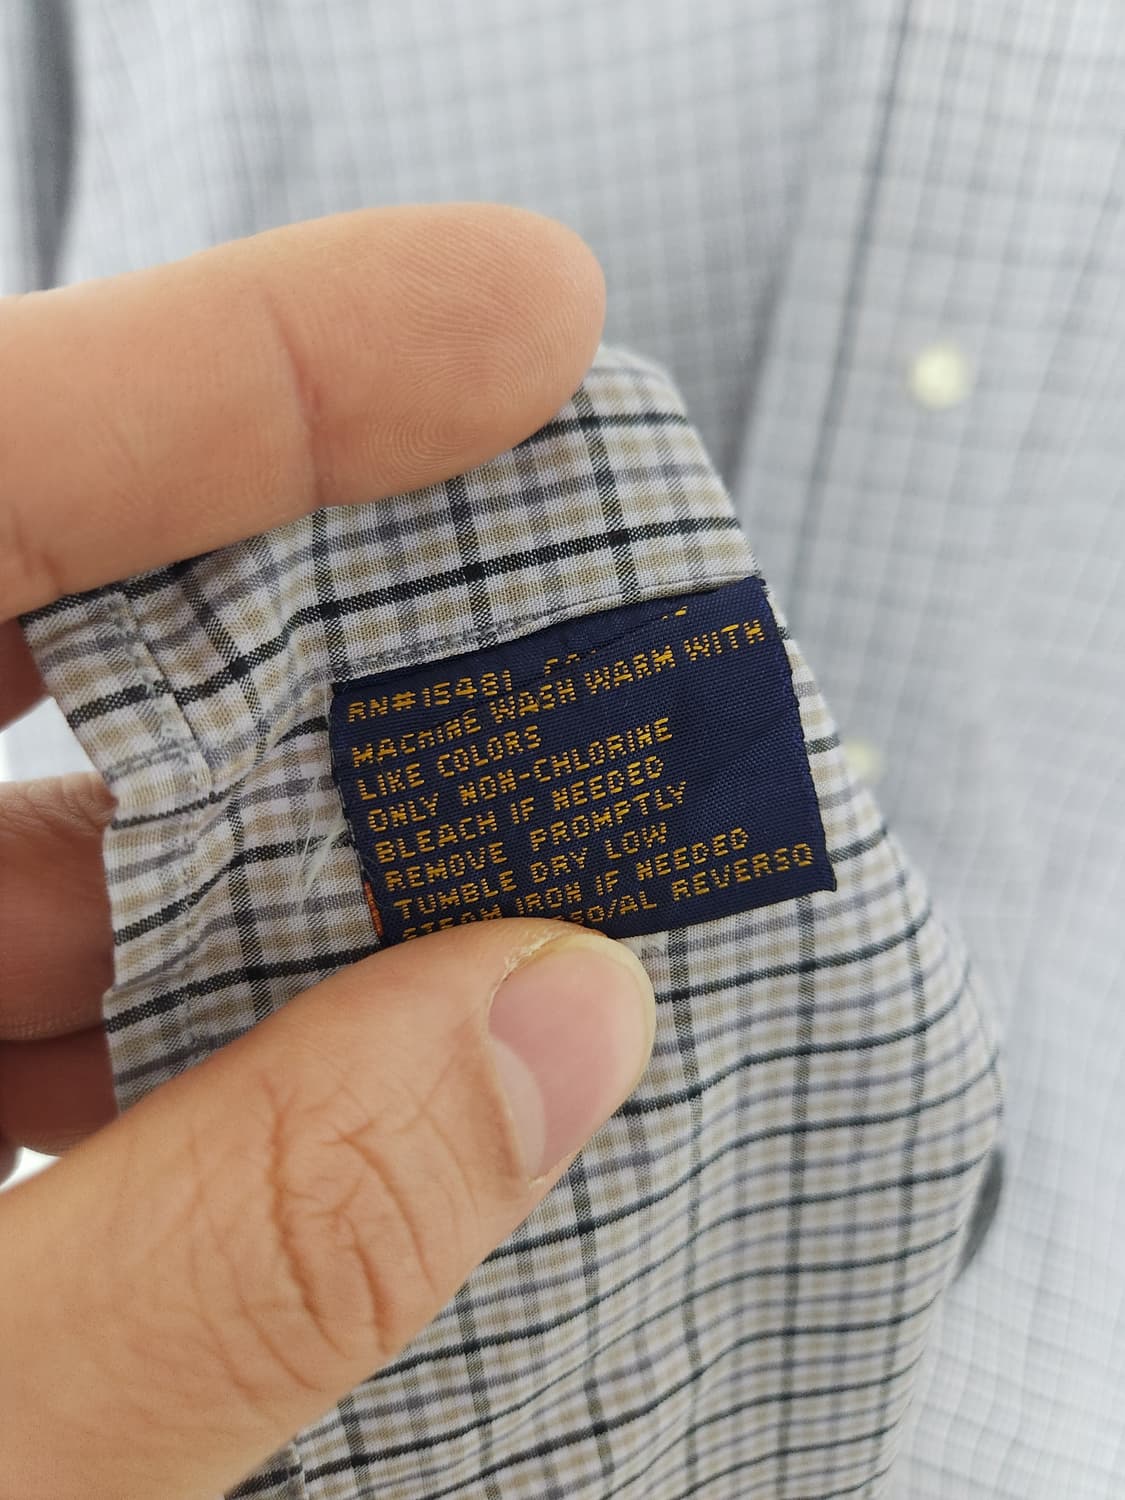 RN#15481
MACHINE WASH WARM WITH
LIKE COLORS
ONLY NON-CHLORINE
BLEACH IF NEEDED
REMOVE PROMPTLY
TUMBLE DRY LOW
STEAM IRON IF NEEDED
REVERSO